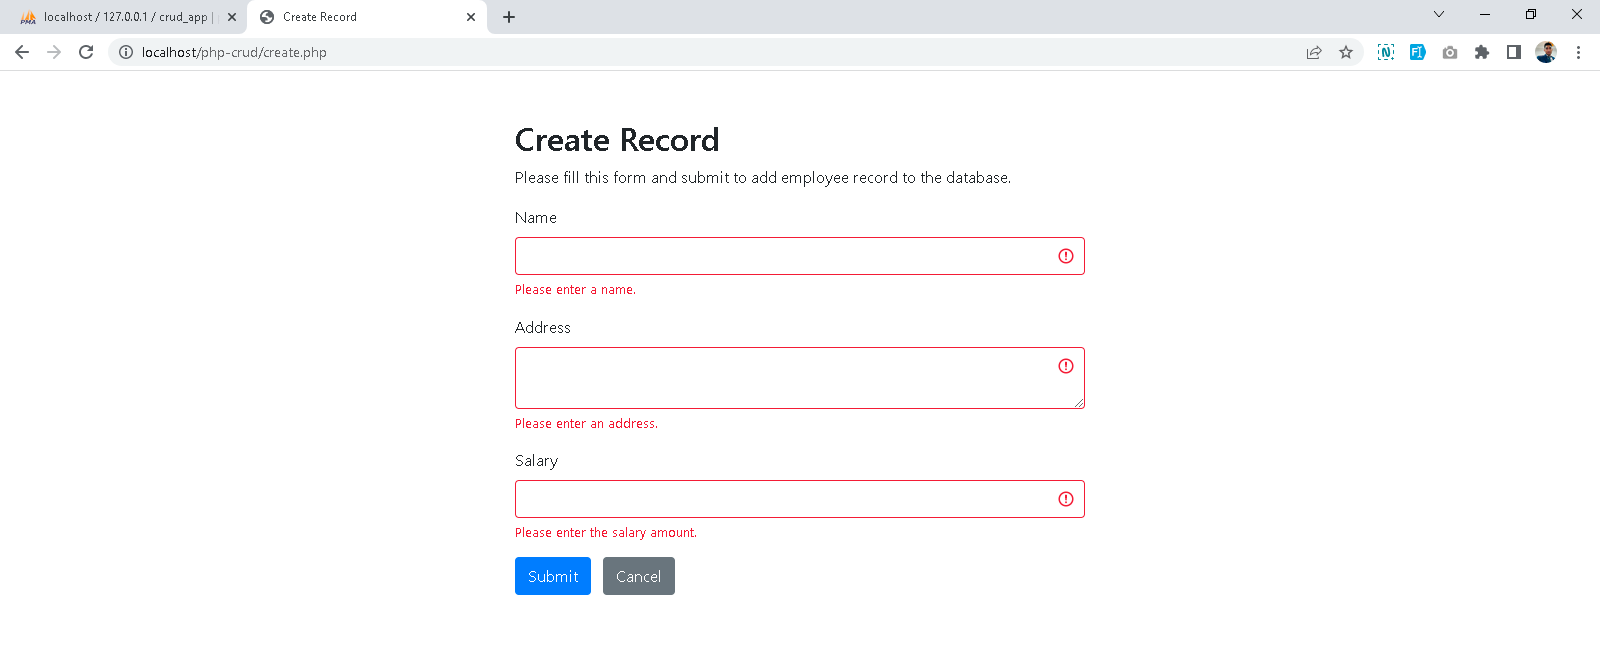 localhost / 127.0.0.1 / crud_app |
Create Record
localhost/php-crud/create.php
Create Record
Please fill this form and submit to add employee record to the database.
Name
Please enter a name.
Address
Please enter an address.
Salary
Please enter the salary amount.
Submit
Cancel